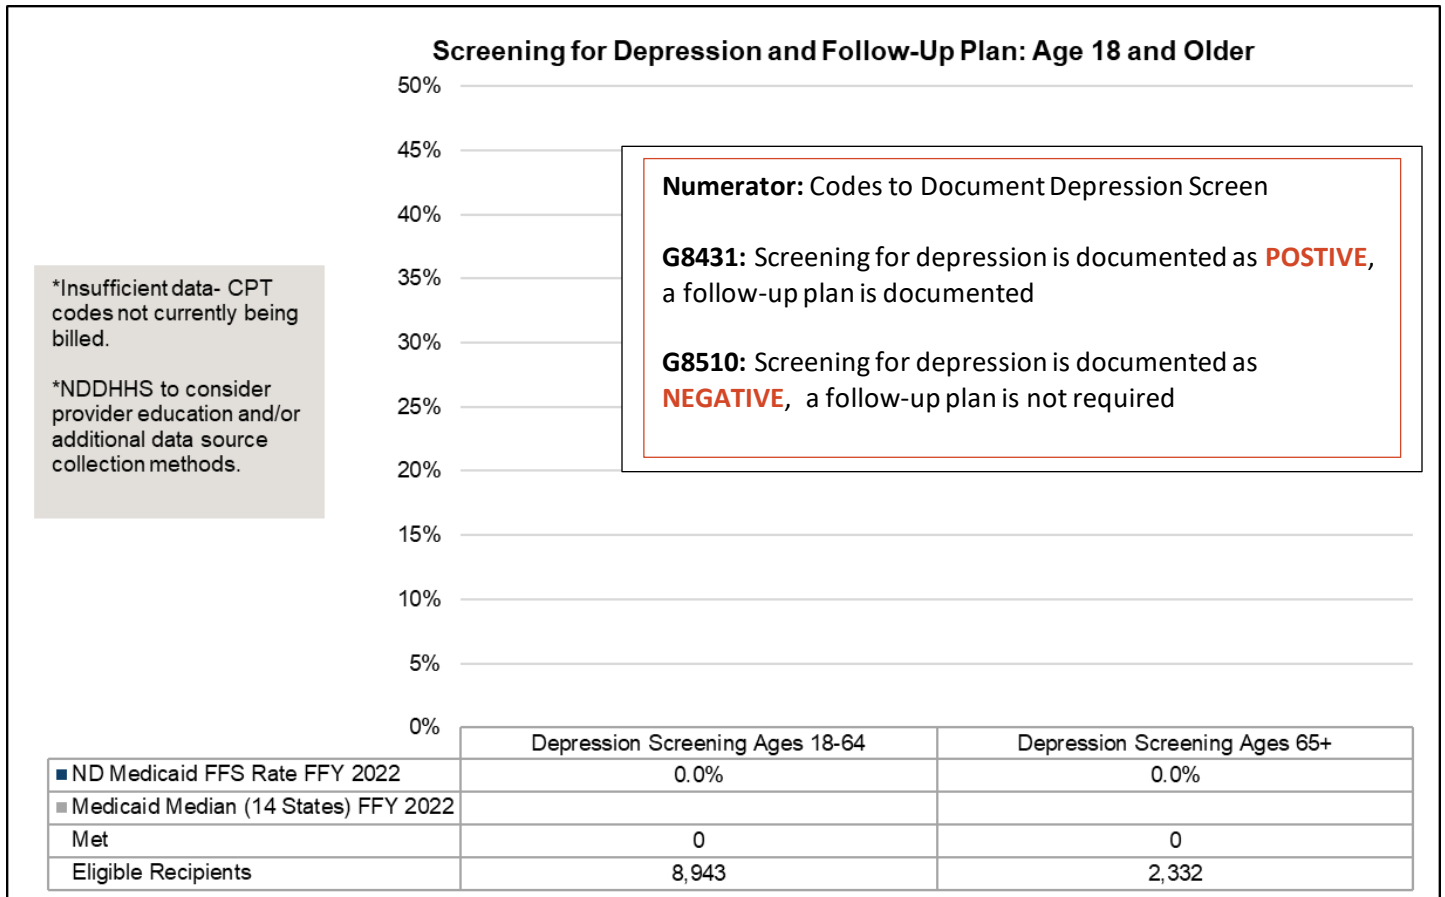 Screening for Depression and Follow-Up Plan: Age 18 and Older
50%
45%
40%
35%
30%
25%
20%
15%
10%
5%
0%
*Insufficient data- CPT
codes not currently being
billed.
*NDDHHS to consider
provider education and/or
additional data source
collection methods.
Numerator: Codes to Document Depression Screen
G8431: Screening for depression is documented as POSTIVE,
a follow-up plan is documented
G8510: Screening for depression is documented as
NEGATIVE, a follow-up plan is not required
Depression Screening Ages 18-64 Depression Screening Ages 65+
ND Medicaid FFS Rate FFY 2022 0.0% 0.0%
Medicaid Median (14 States) FFY 2022
Met 0 0
Eligible Recipients 8,943 2,332